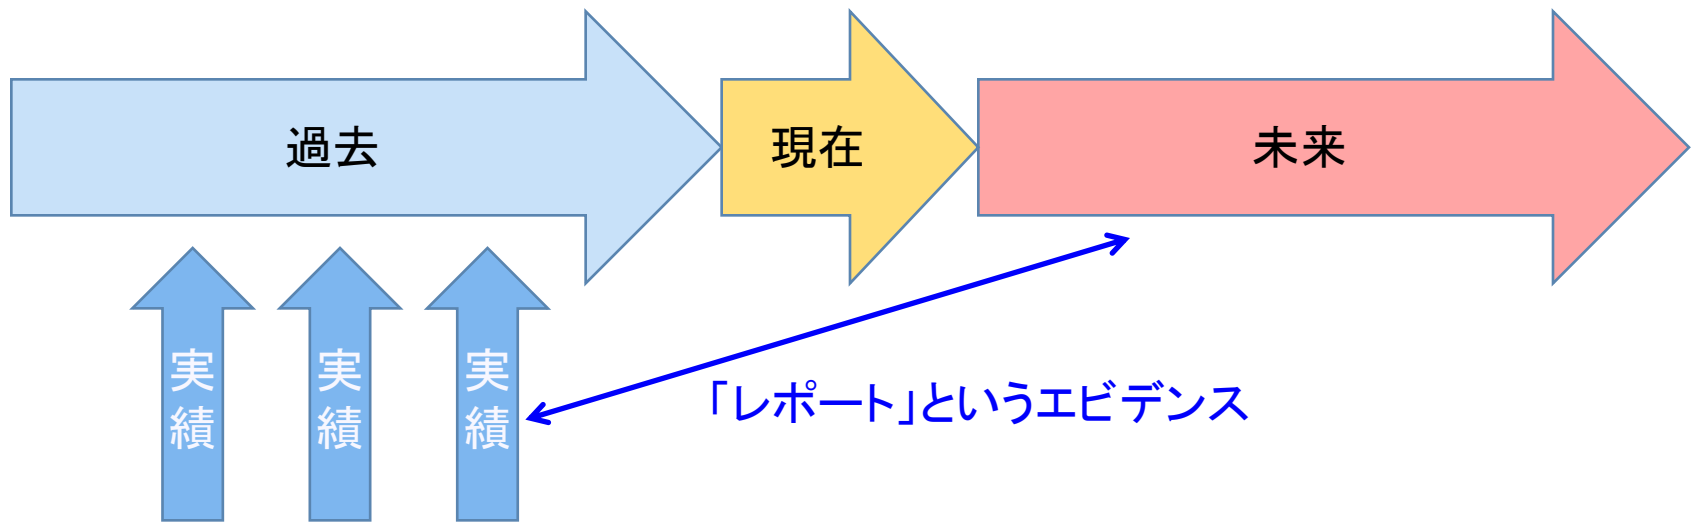 過去
現在
未来
実績
実績
実績
「レポート」というエビデンス